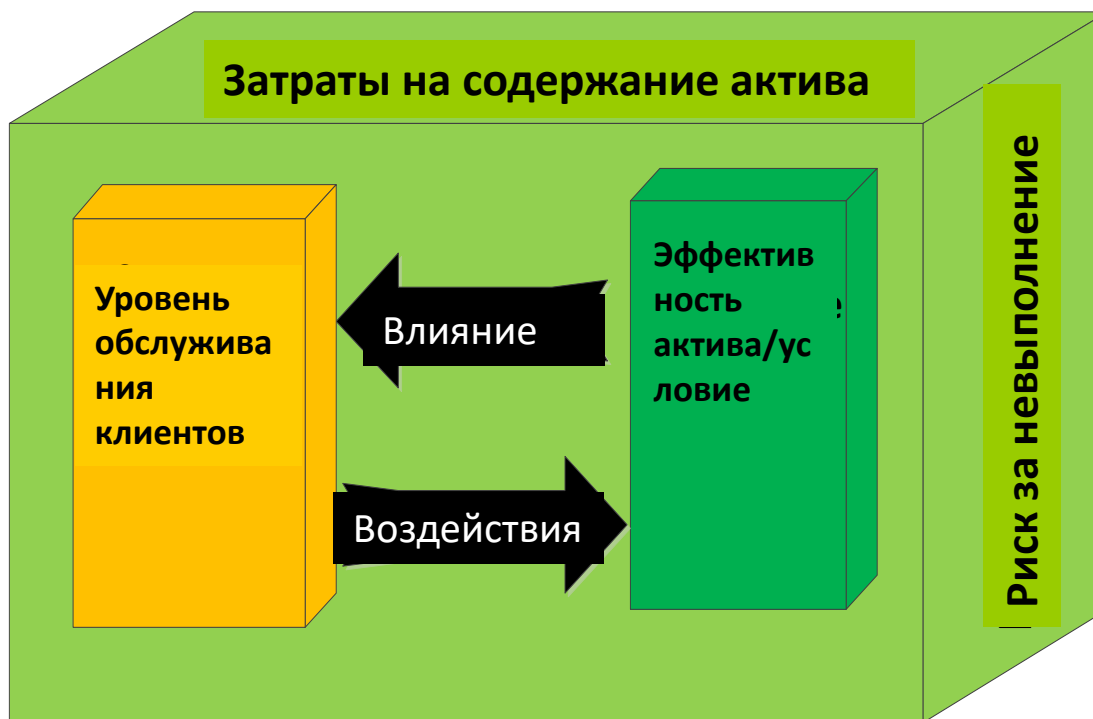 Затраты на содержание актива
Уровень
обслужива
ния
клиентов
Влияние
Воздействия
Эффектив
ность
актива/ус
ловие
Риск за невыполнение